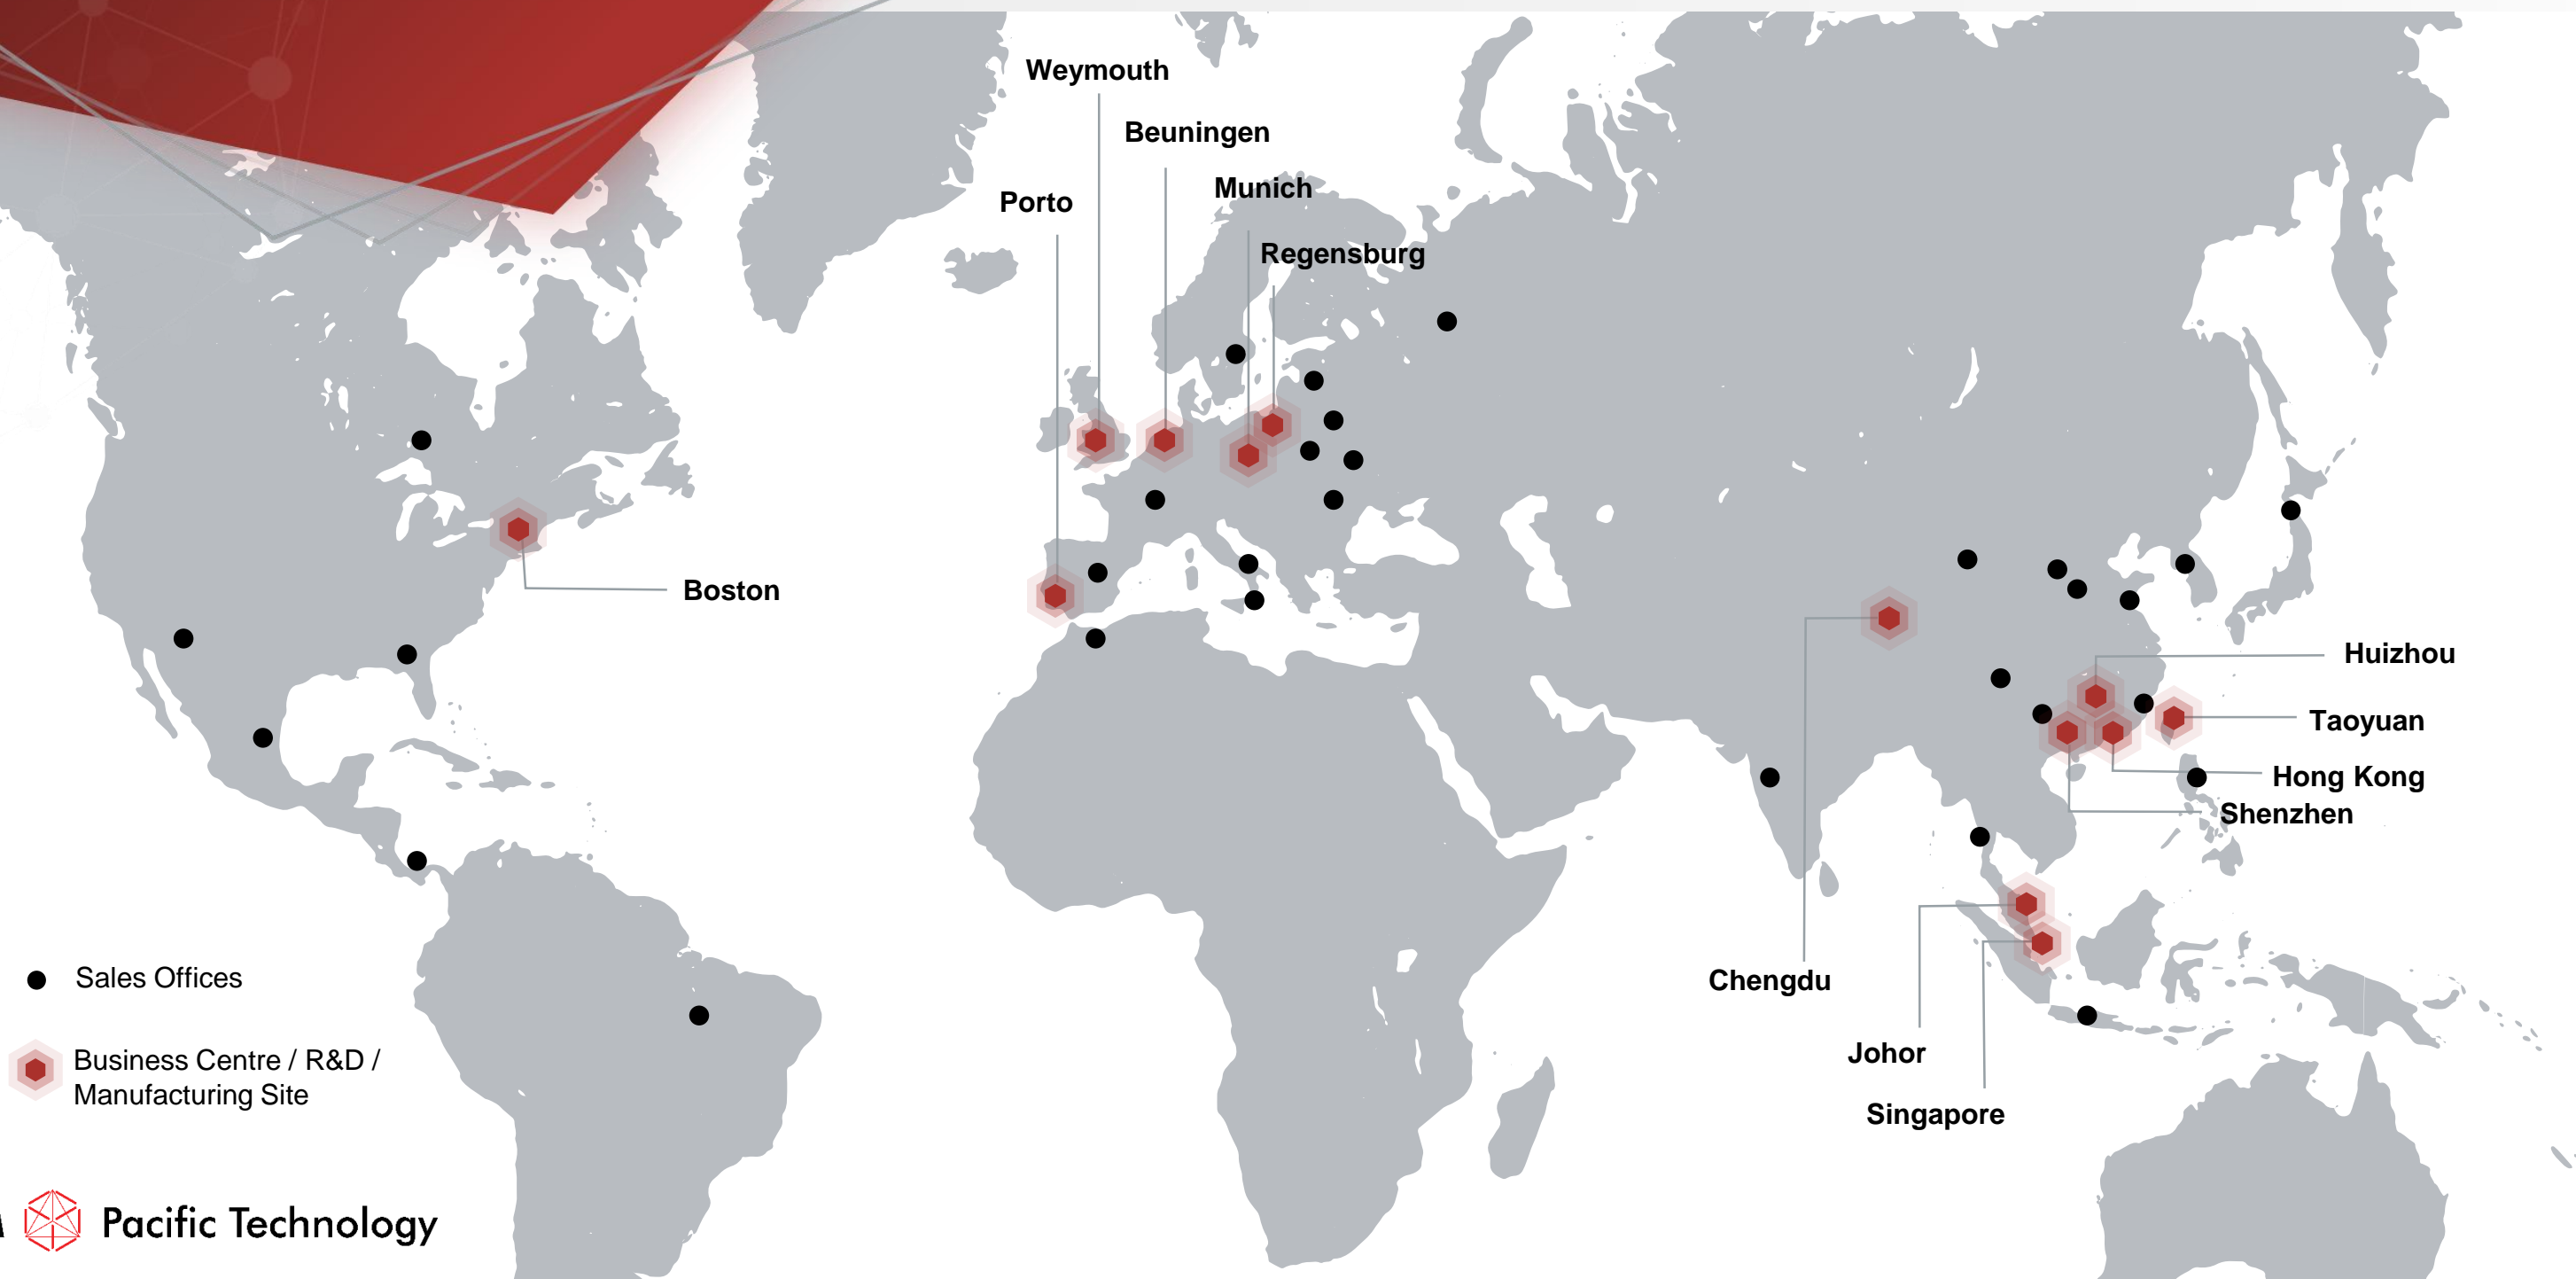 Weymouth
Beuningen
Munich
Porto
Regensburg
Boston
Huizhou
Taoyuan
Hong Kong
Shenzhen
Chengdu
Johor
Singapore
Sales Offices
Business Centre / R&D /
Manufacturing Site
Pacific Technology